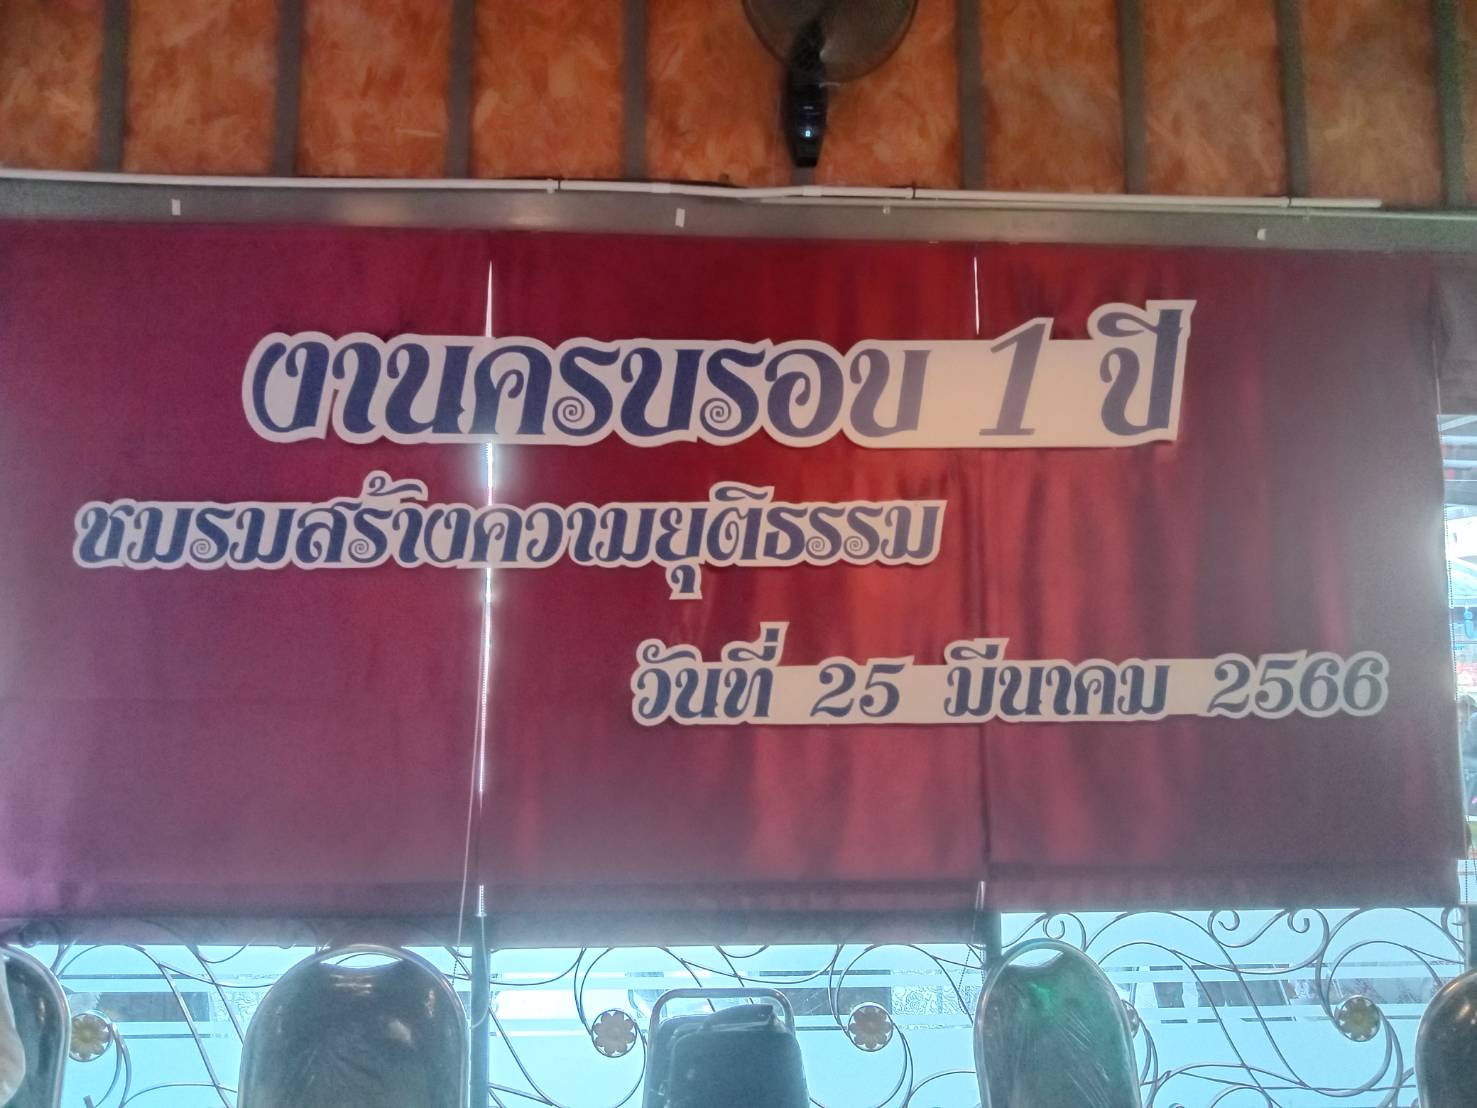 งานครบรอบ 1 ปี
ชมรมสร้างความยุติธรรม
วันที่ 25 มีนาคม 2566